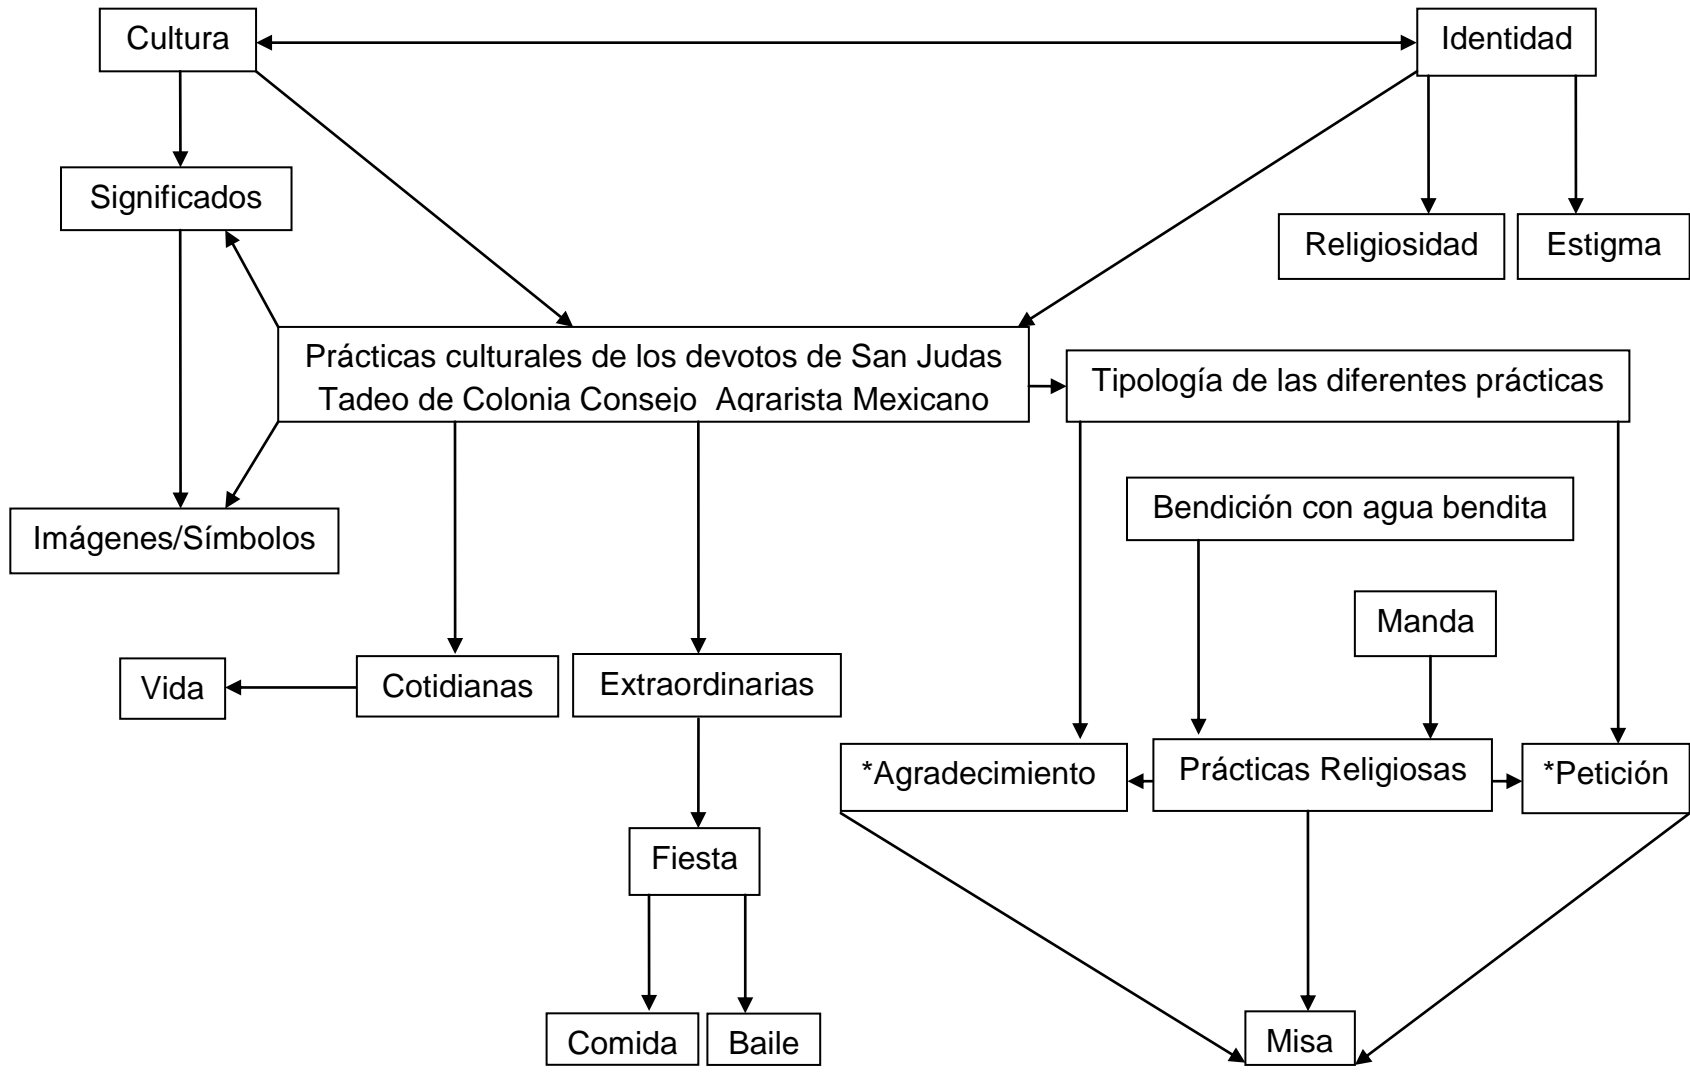 Cultura
Identidad
Significados
Religiosidad
Estigma
Prácticas culturales de los devotos de San Judas
Tadeo de Colonia Consejo Agrarista Mexicano
Tipología de las diferentes prácticas
Bendición con agua bendita
Imágenes/Símbolos
Manda
Vida
Cotidianas
Extraordinarias
*Agradecimiento
Prácticas Religiosas
*Petición
Fiesta
Comida
Baile
Misa